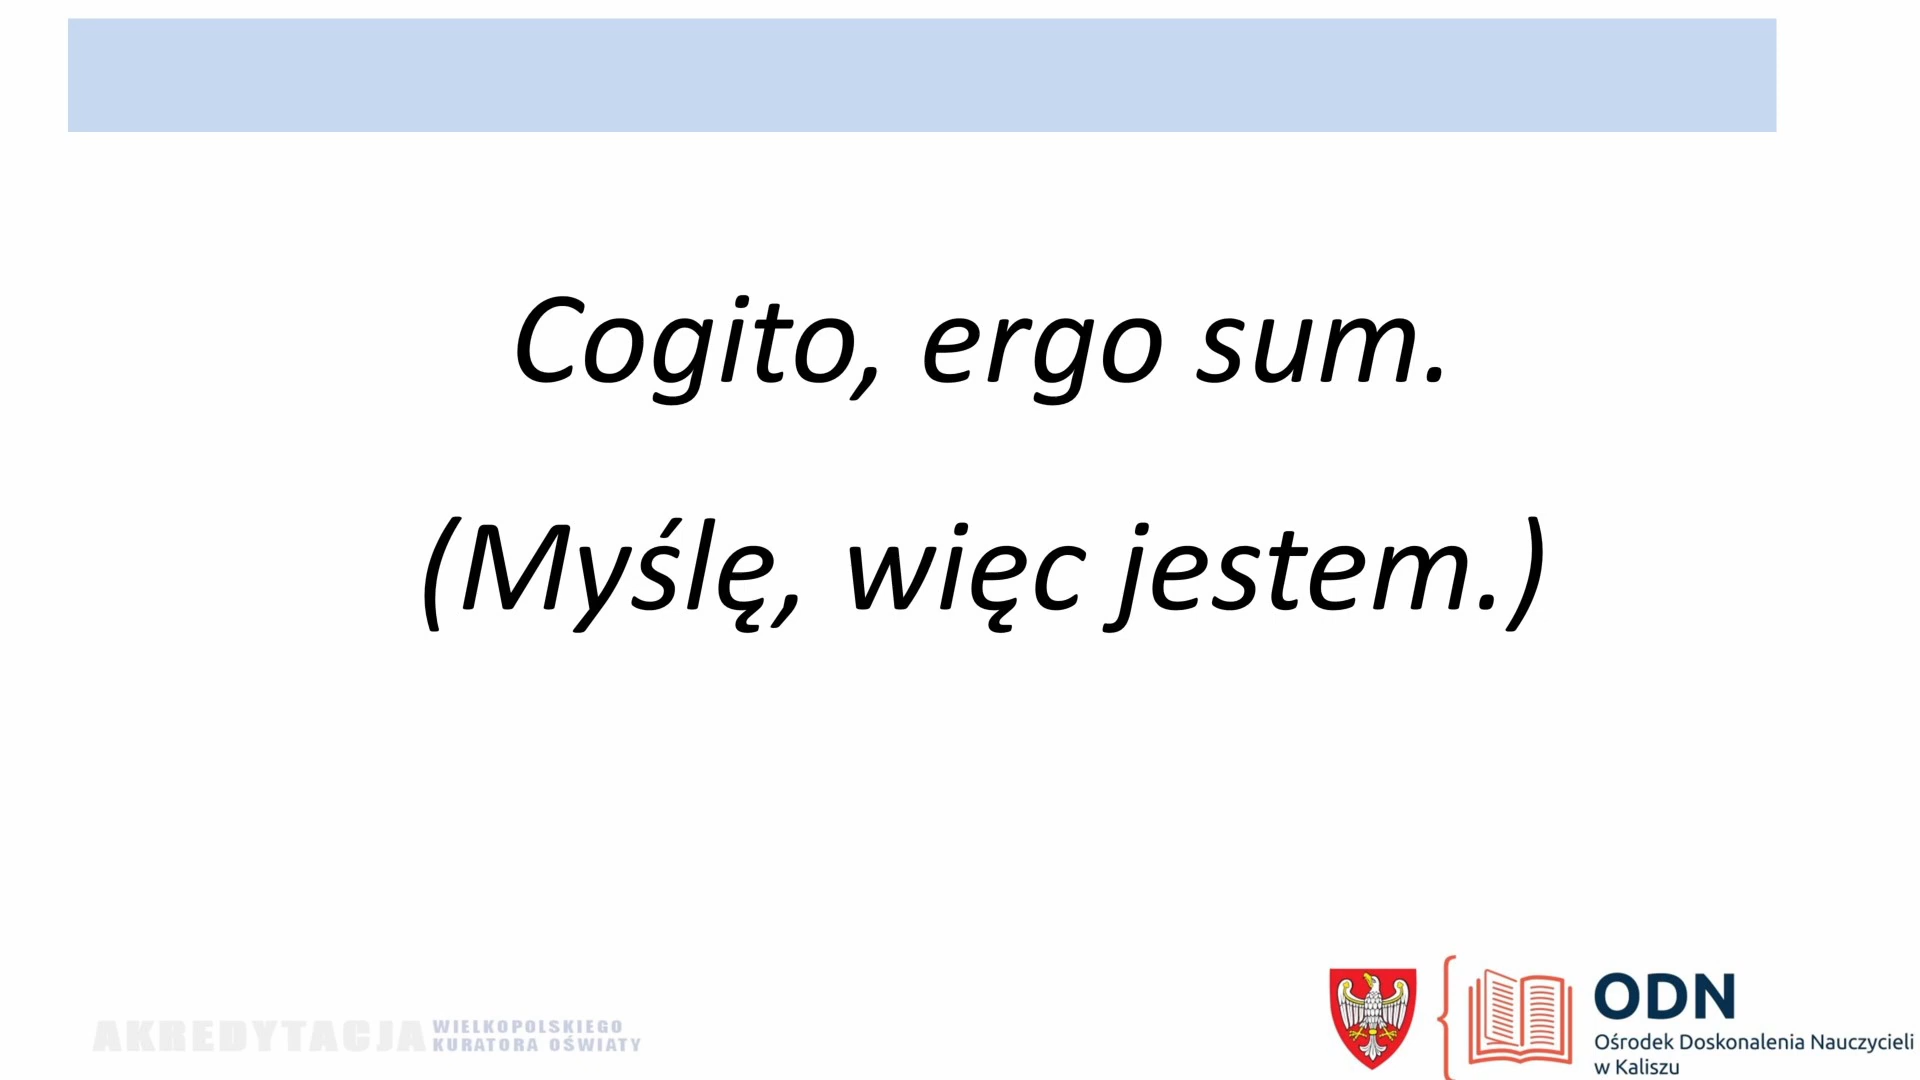 Cogito, ergo sum.
(Myślę, więc jestem.)
AKREDYTACJA WIELKOPOLSKIEGO
KURATORA OŚWIATY
ODN
Ośrodek Doskonalenia Nauczycieli
w Kaliszu